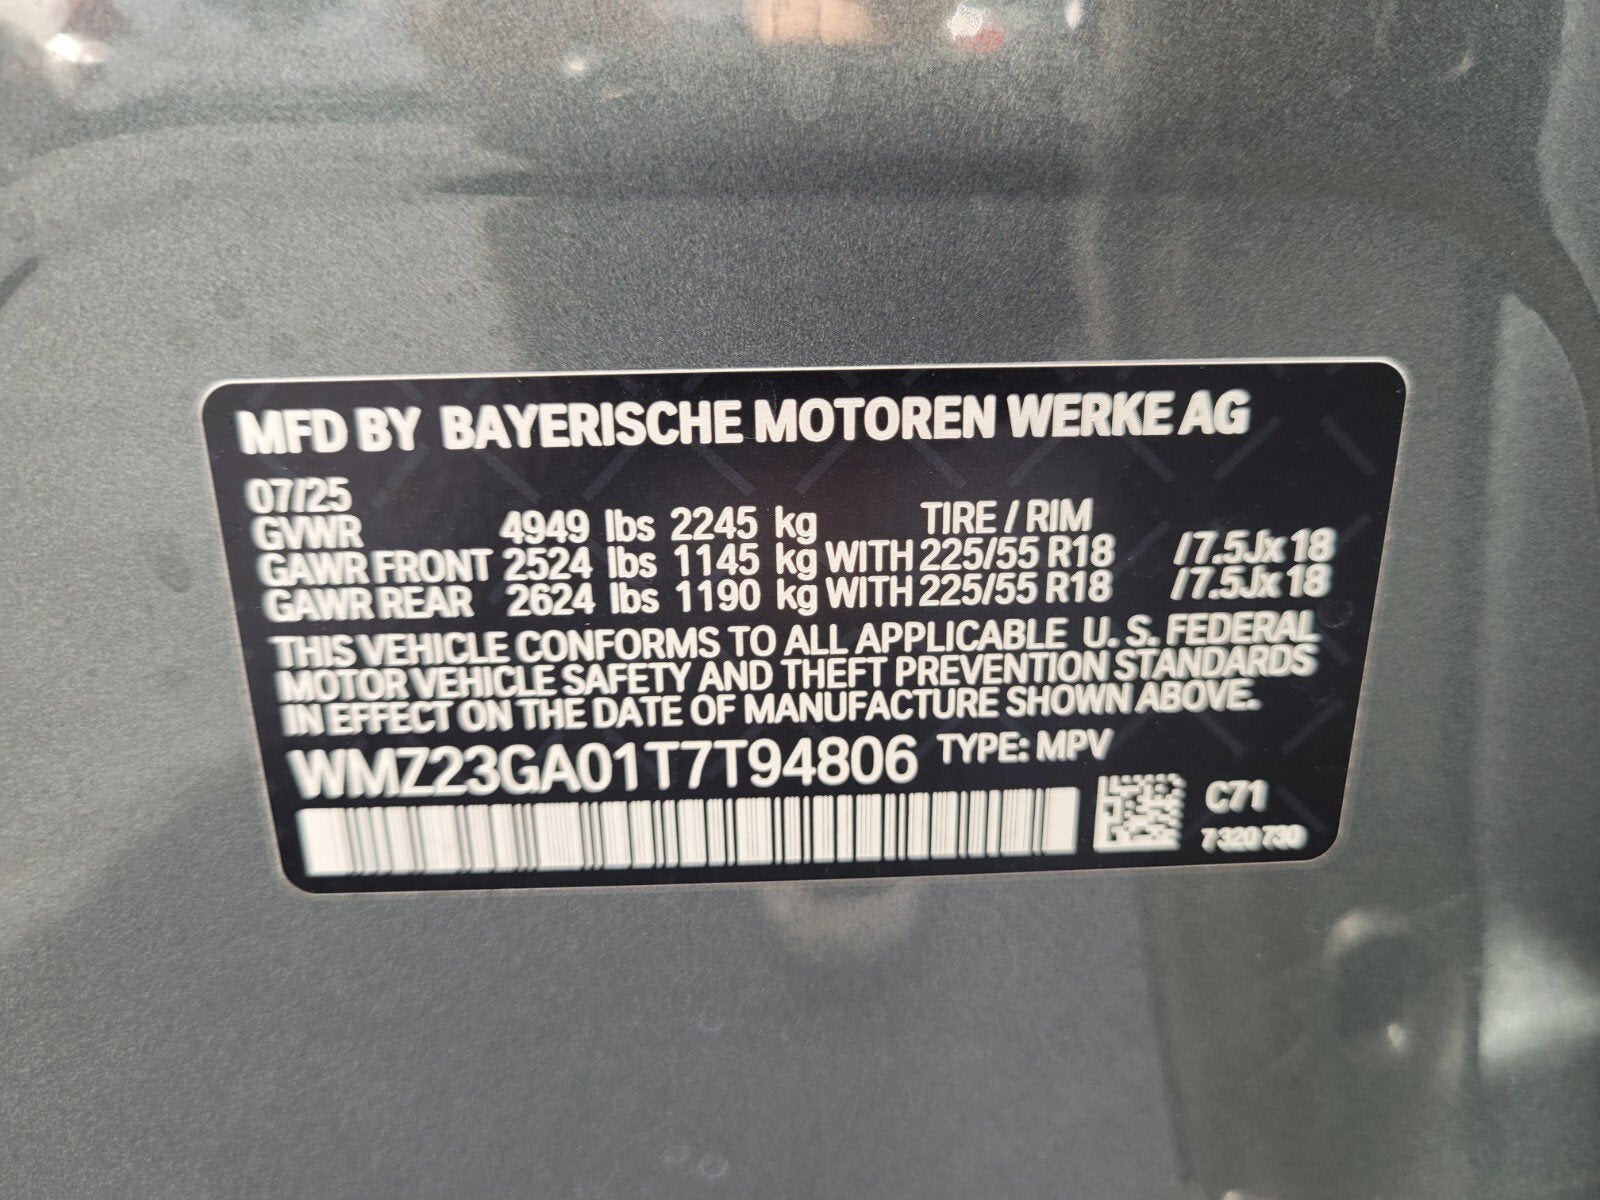 MFD BY BAYERISCHE MOTOREN WERKE AG
07/25
GVWR 4949 lbs 2245 kg TIRE / RIM
GAWR FRONT 2524 lbs 1145 kg WITH 225/55 R18 /7.5Jx18
GAWR REAR 2624 lbs 1190 kg WITH 225/55 R18 /7.5Jx18
THIS VEHICLE CONFORMS TO ALL APPLICABLE U. S. FEDERAL
MOTOR VEHICLE SAFETY AND THEFT PREVENTION STANDARDS
IN EFFECT ON THE DATE OF MANUFACTURE SHOWN ABOVE.
WMZ23GA01T7T94806 TYPE: MPV
C71
7 320 730